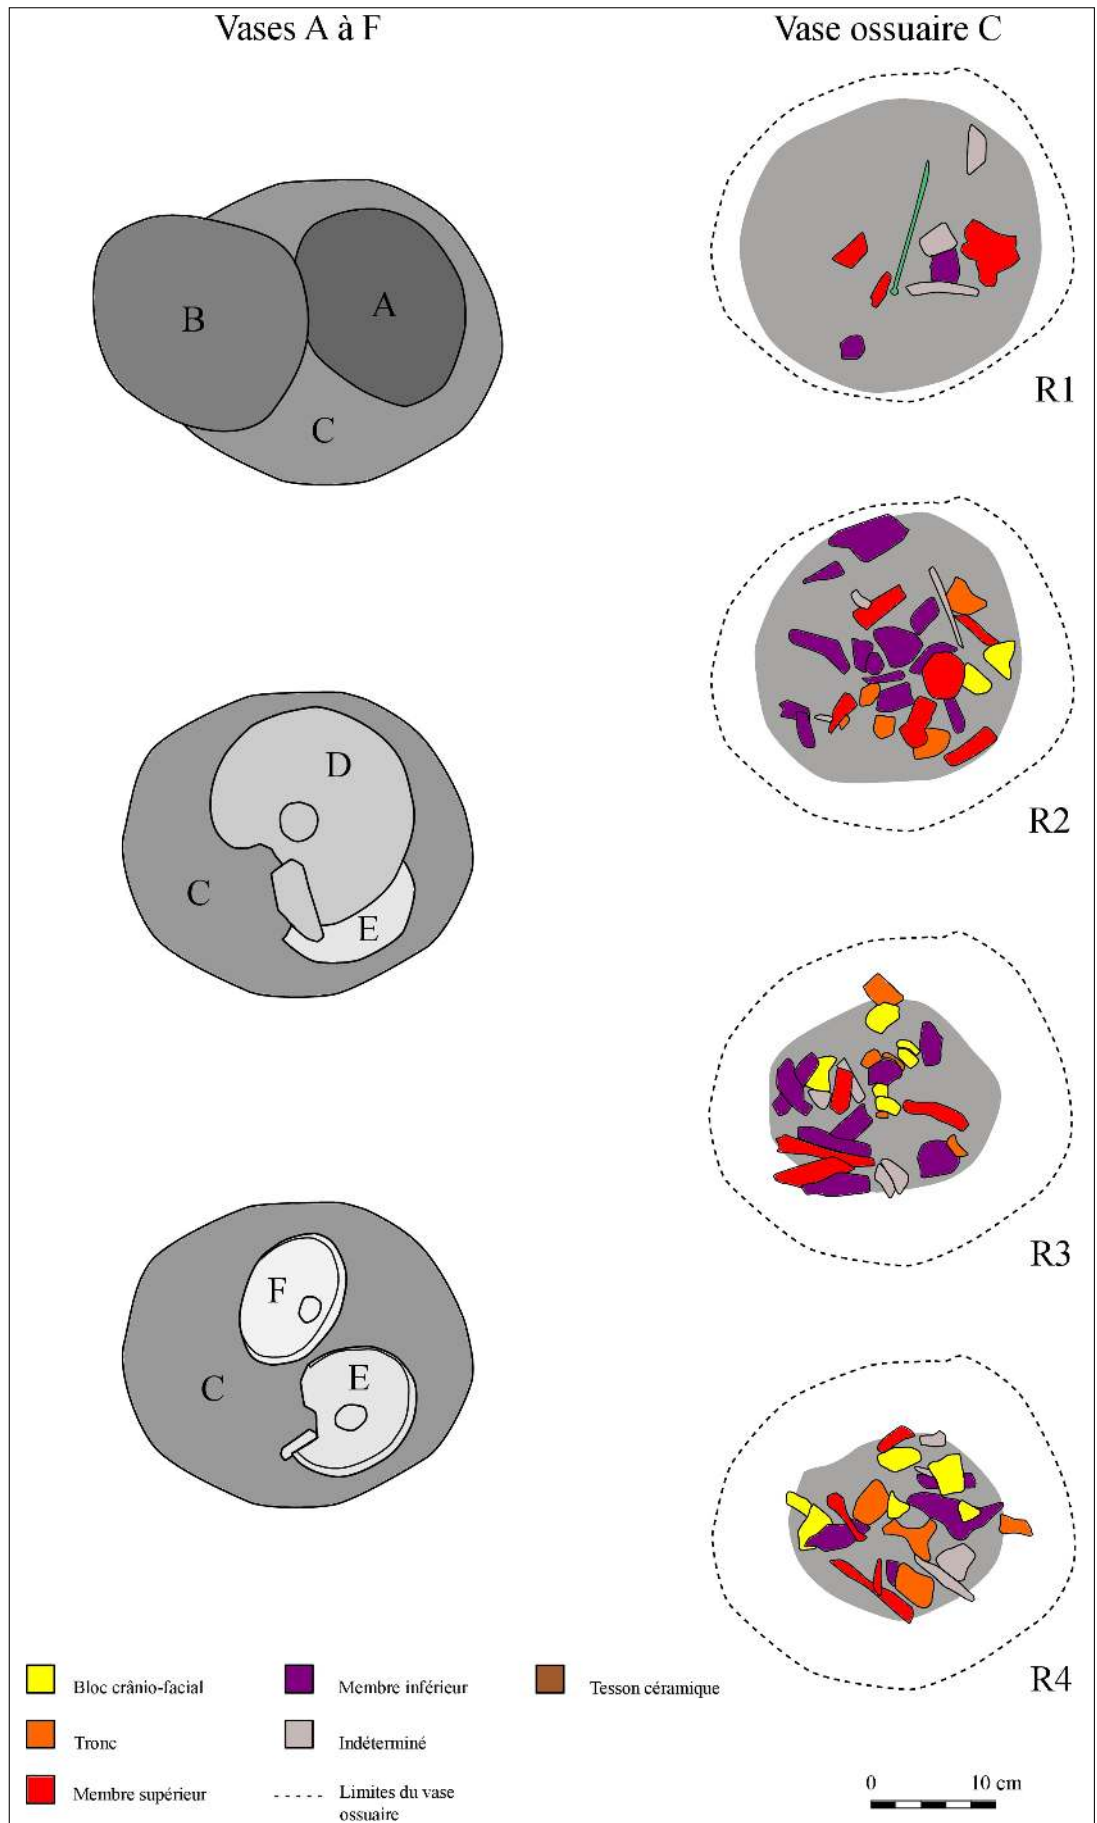 Vases A à F
Vase ossuaire C
B
A
C
R1
D
C
E
R2
R3
F
C
E
R4
Bloc crânio-facial
Membre inférieur
Tesson céramique
Tronc
Indéterminé
Membre supérieur
Limites du vase
ossuaire
0 10 cm